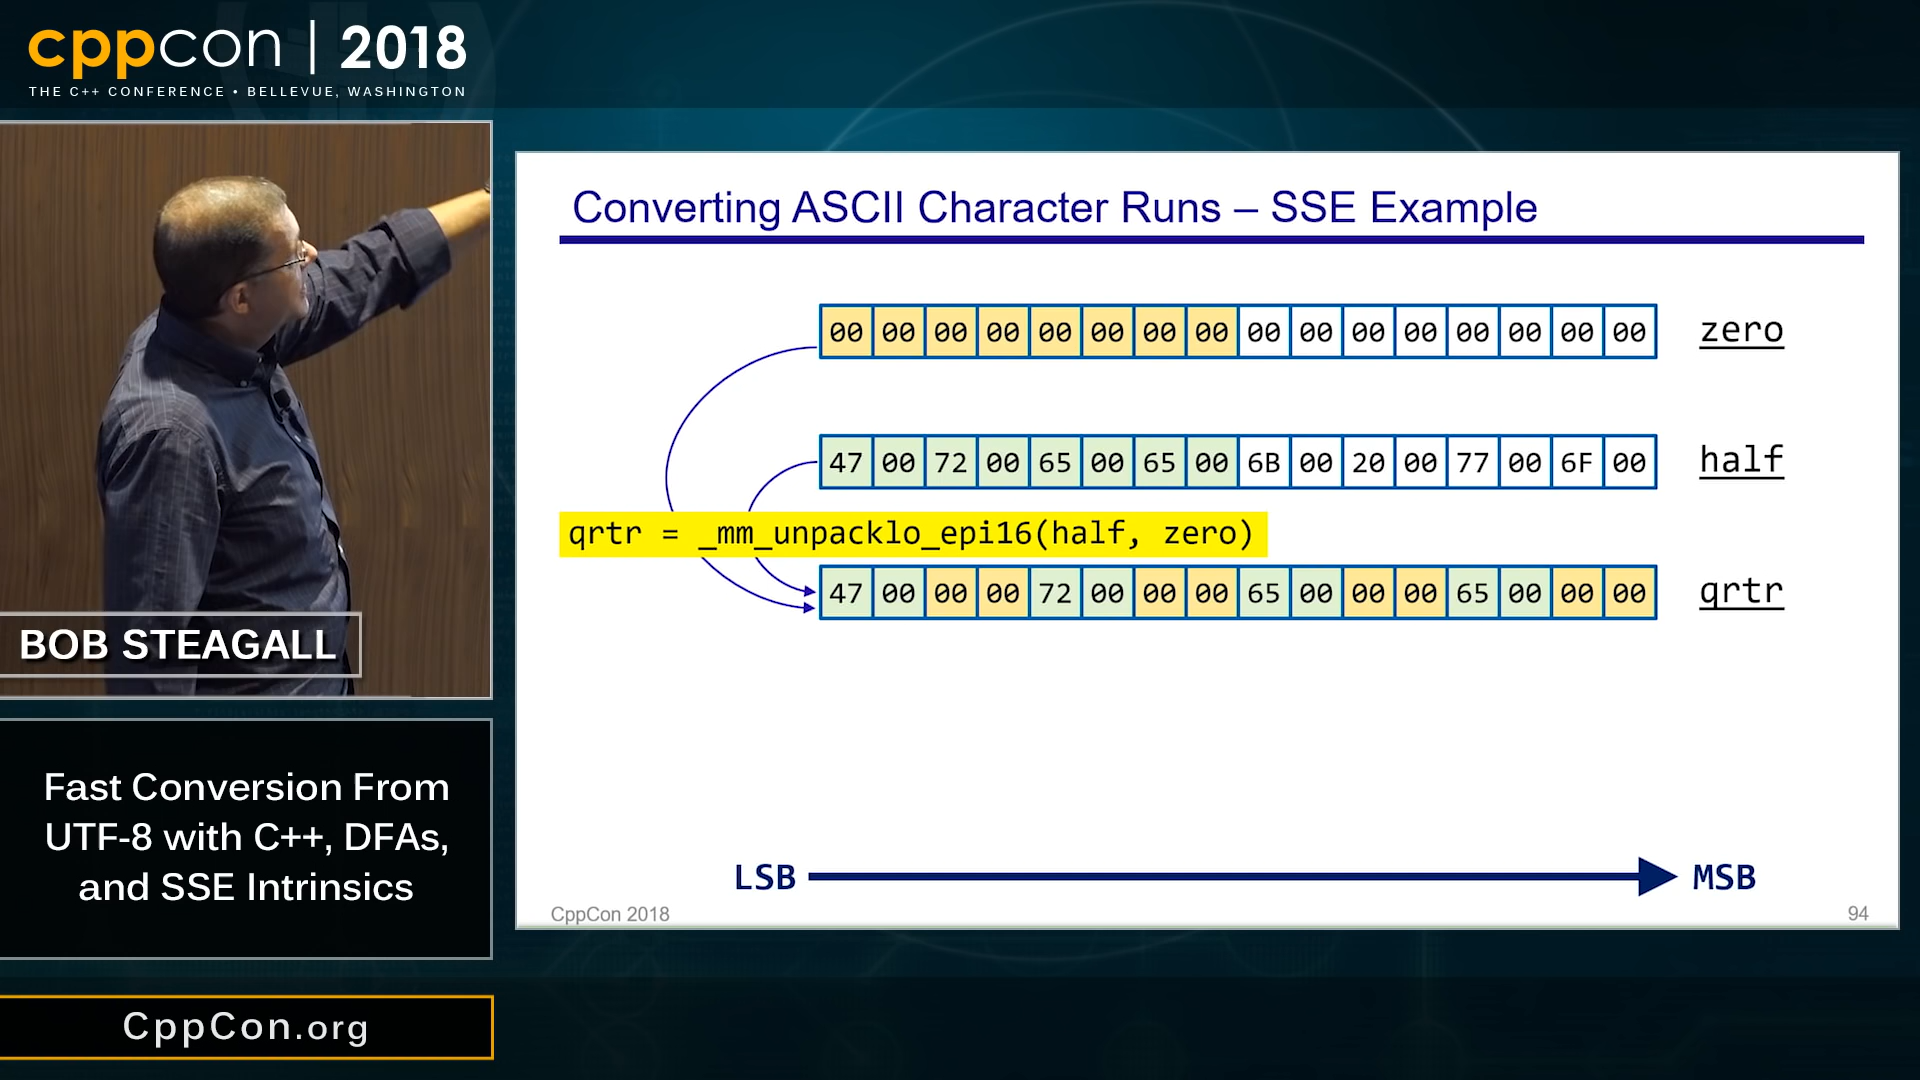 cppcon | 2018
THE C++ CONFERENCE • BELLEVUE, WASHINGTON
Converting ASCII Character Runs – SSE Example
00 00 00 00 00 00 00 00 00 00 00 00 00 00 00 00 zero
47 00 72 00 65 00 65 00 6B 00 20 00 77 00 6F 00 half
qrtr = _mm_unpacklo_epi16(half, zero)
47 00 00 00 72 00 00 00 65 00 00 00 65 00 00 00 qrtr
LSB MSB
CppCon 2018 94
BOB STEAGALL
Fast Conversion From
UTF-8 with C++, DFAs,
and SSE Intrinsics
CppCon.org